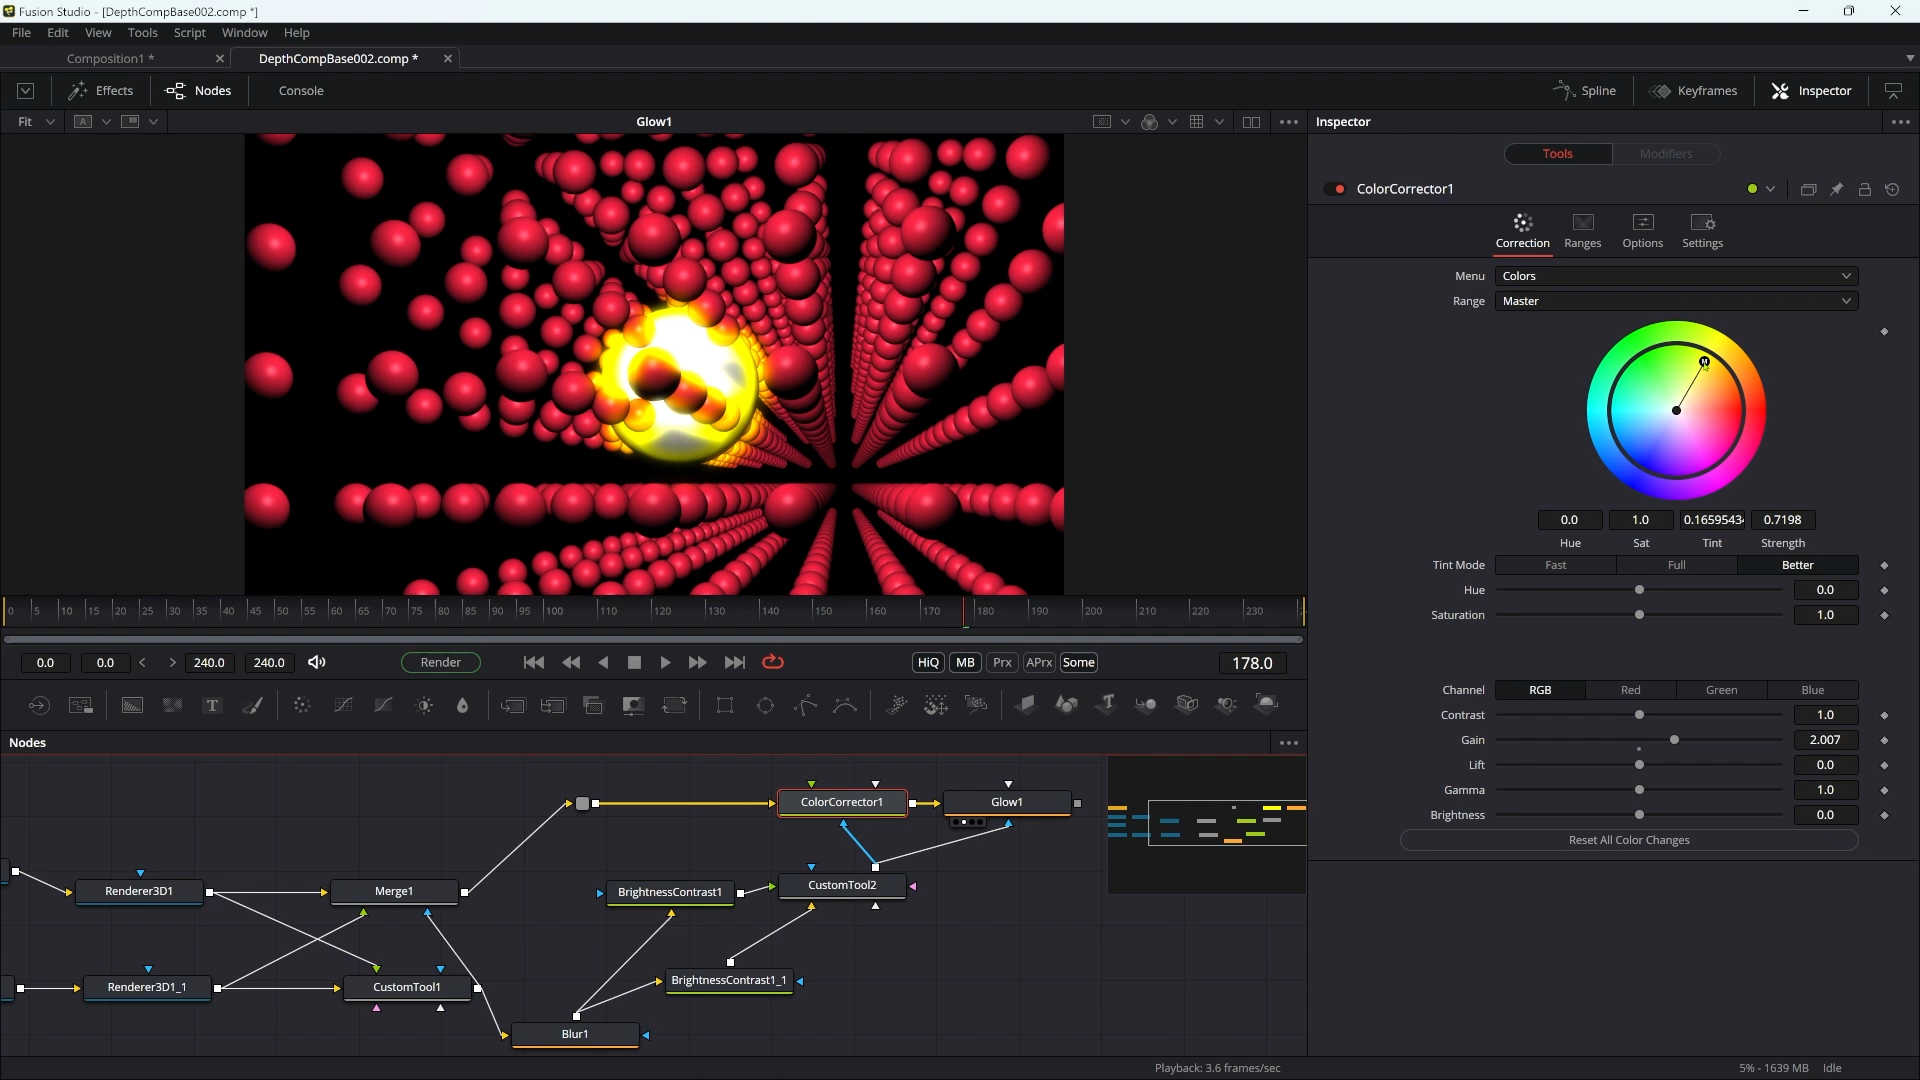 Fusion Studio - [DepthCompBase002.comp *]
File Edit View Tools Script Window Help
Composition1 * DepthCompBase002.comp *
Effects Nodes Console Spline Keyframes Inspector
Fit A Glow1 Inspector
Tools Modifiers
ColorCorrector1
Correction Ranges Options Settings
Menu Colors
Range Master
M
0.0 1.0 0.1659543 0.7198
Hue Sat Tint Strength
Tint Mode Fast Full Better
Hue 0.0
Saturation 1.0
0 5 10 15 20 25 30 35 40 45 50 55 60 65 70 75 80 85 90 95 100 110 120 130 140 150 160 170 180 190 200 210 220 230
0.0 0.0 < > 240.0 240.0 Render HiQ MB Prx APrx Some 178.0
Channel RGB Red Green Blue
Contrast 1.0
Gain 2.007
Lift 0.0
Gamma 1.0
Brightness 0.0
Reset All Color Changes
T T
Nodes
ColorCorrector1 Glow1
Renderer3D1 Merge1 BrightnessContrast1 CustomTool2
Renderer3D1_1 CustomTool1 BrightnessContrast1_1
Blur1
Playback: 3.6 frames/sec 5% - 1639 MB Idle